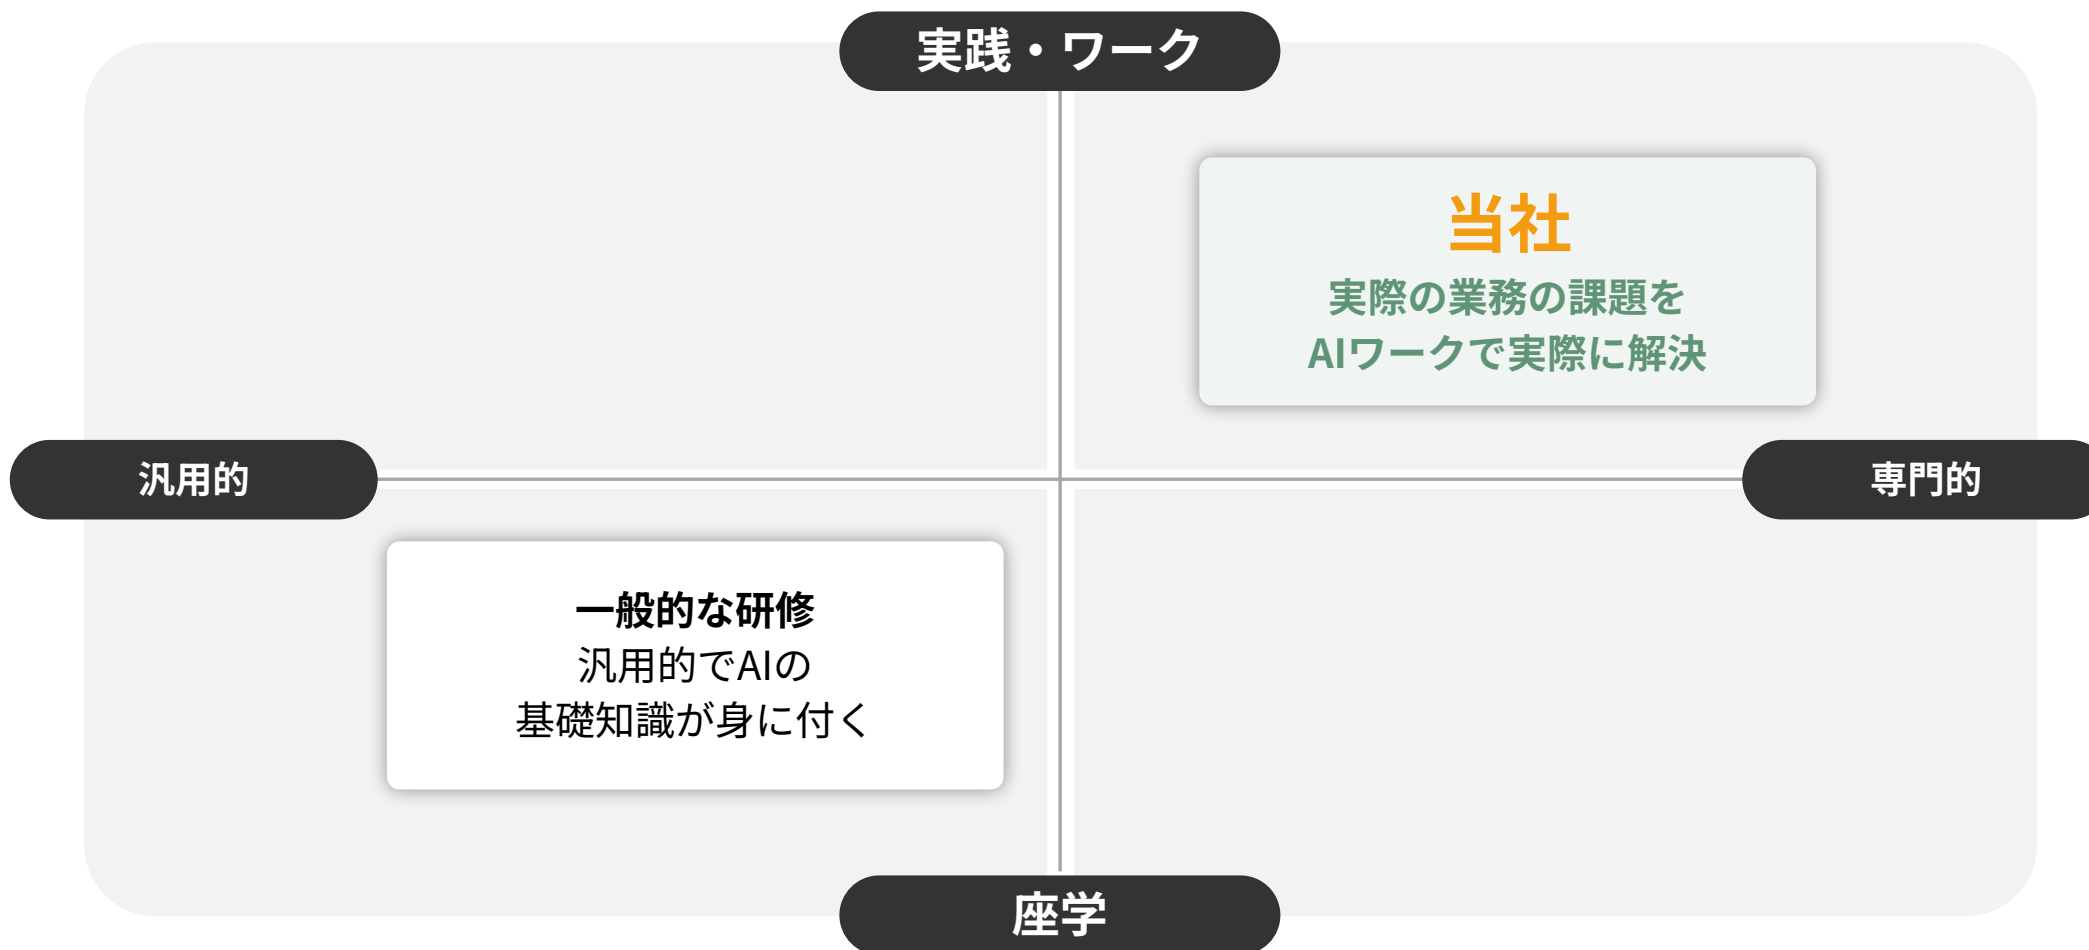 実践・ワーク
当社
実際の業務の課題を
AIワークで実際に解決
汎用的
専門的
一般的な研修
汎用的でAIの
基礎知識が身に付く
座学